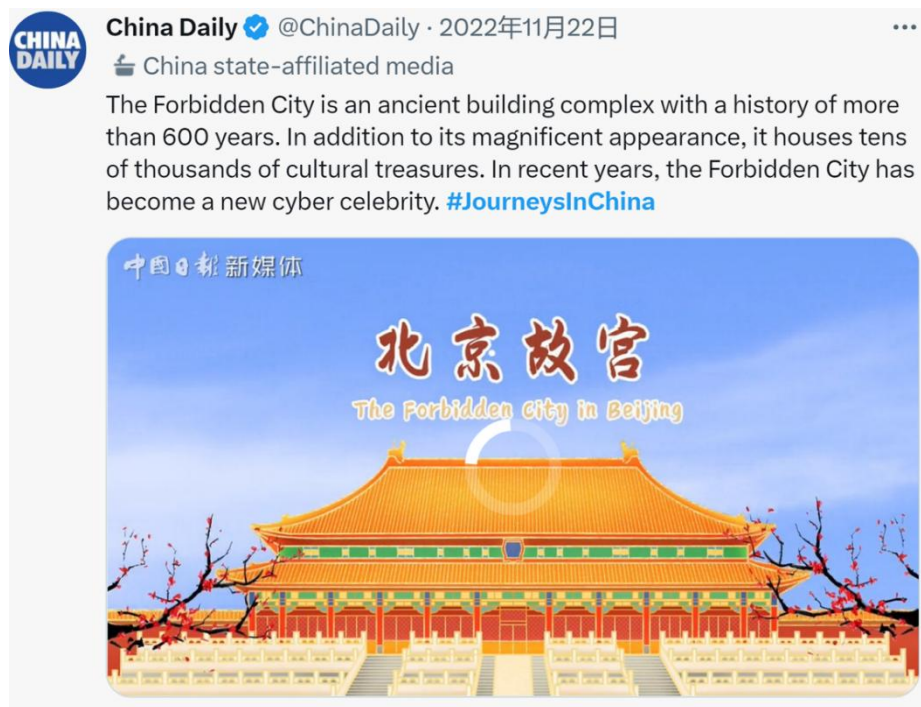 CHINA
DAILY
China Daily @ChinaDaily · 2022年11月22日
China state-affiliated media
The Forbidden City is an ancient building complex with a history of more
than 600 years. In addition to its magnificent appearance, it houses tens
of thousands of cultural treasures. In recent years, the Forbidden City has
become a new cyber celebrity. #JourneysInChina
中国日报新媒体
北京故宫
The Forbidden City in Beijing